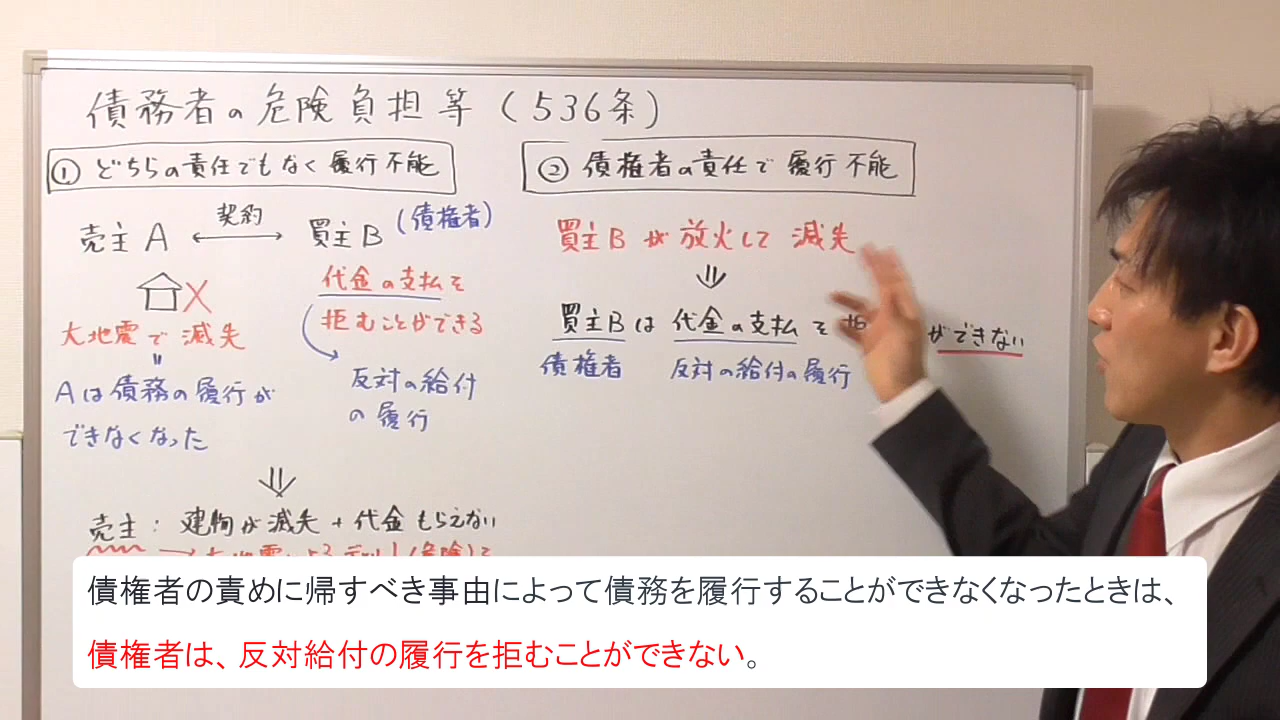 債務者の危険負担等（536条）
① どちらの責任でもなく履行不能
売主A
契約
買主B
(債権者)
代金の支払を
拒むことができる
大地震で滅失
Aは債務の履行が
できなくなった
反対の給付
の履行
売主：建物が滅失＋代金もらえない
② 債権者の責任で履行不能
買主Bが放火して滅失
⇓
買主Bは代金の支払を
ができない
債権者
反対の給付の履行
債権者の責めに帰すべき事由によって債務を履行することができなくなったときは、
債権者は、反対給付の履行を拒むことができない。